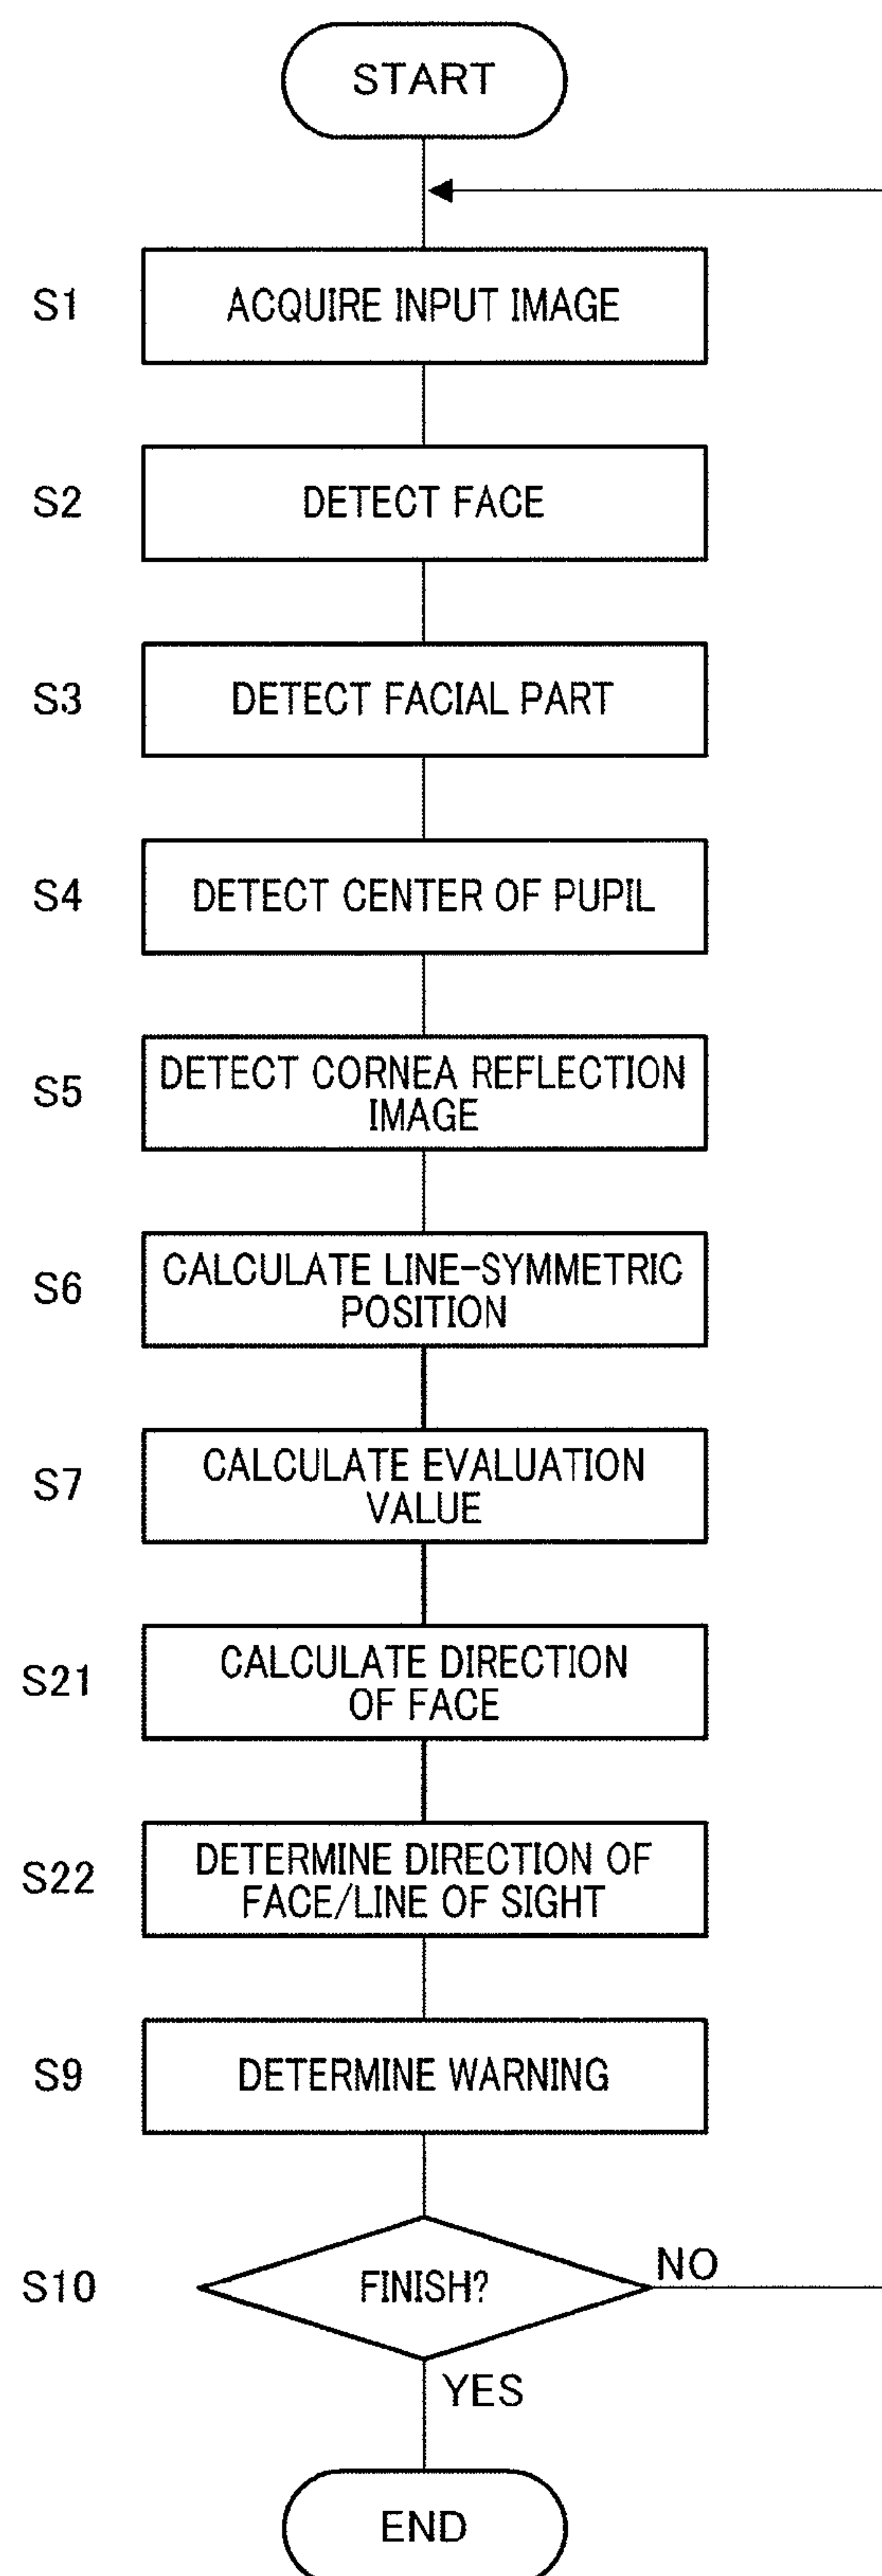 START
S1
ACQUIRE INPUT IMAGE
S2
DETECT FACE
S3
DETECT FACIAL PART
S4
DETECT CENTER OF PUPIL
S5
DETECT CORNEA REFLECTION
IMAGE
S6
CALCULATE LINE-SYMMETRIC
POSITION
S7
CALCULATE EVALUATION
VALUE
S21
CALCULATE DIRECTION
OF FACE
S22
DETERMINE DIRECTION OF
FACE/LINE OF SIGHT
S9
DETERMINE WARNING
S10
FINISH?
NO
YES
END